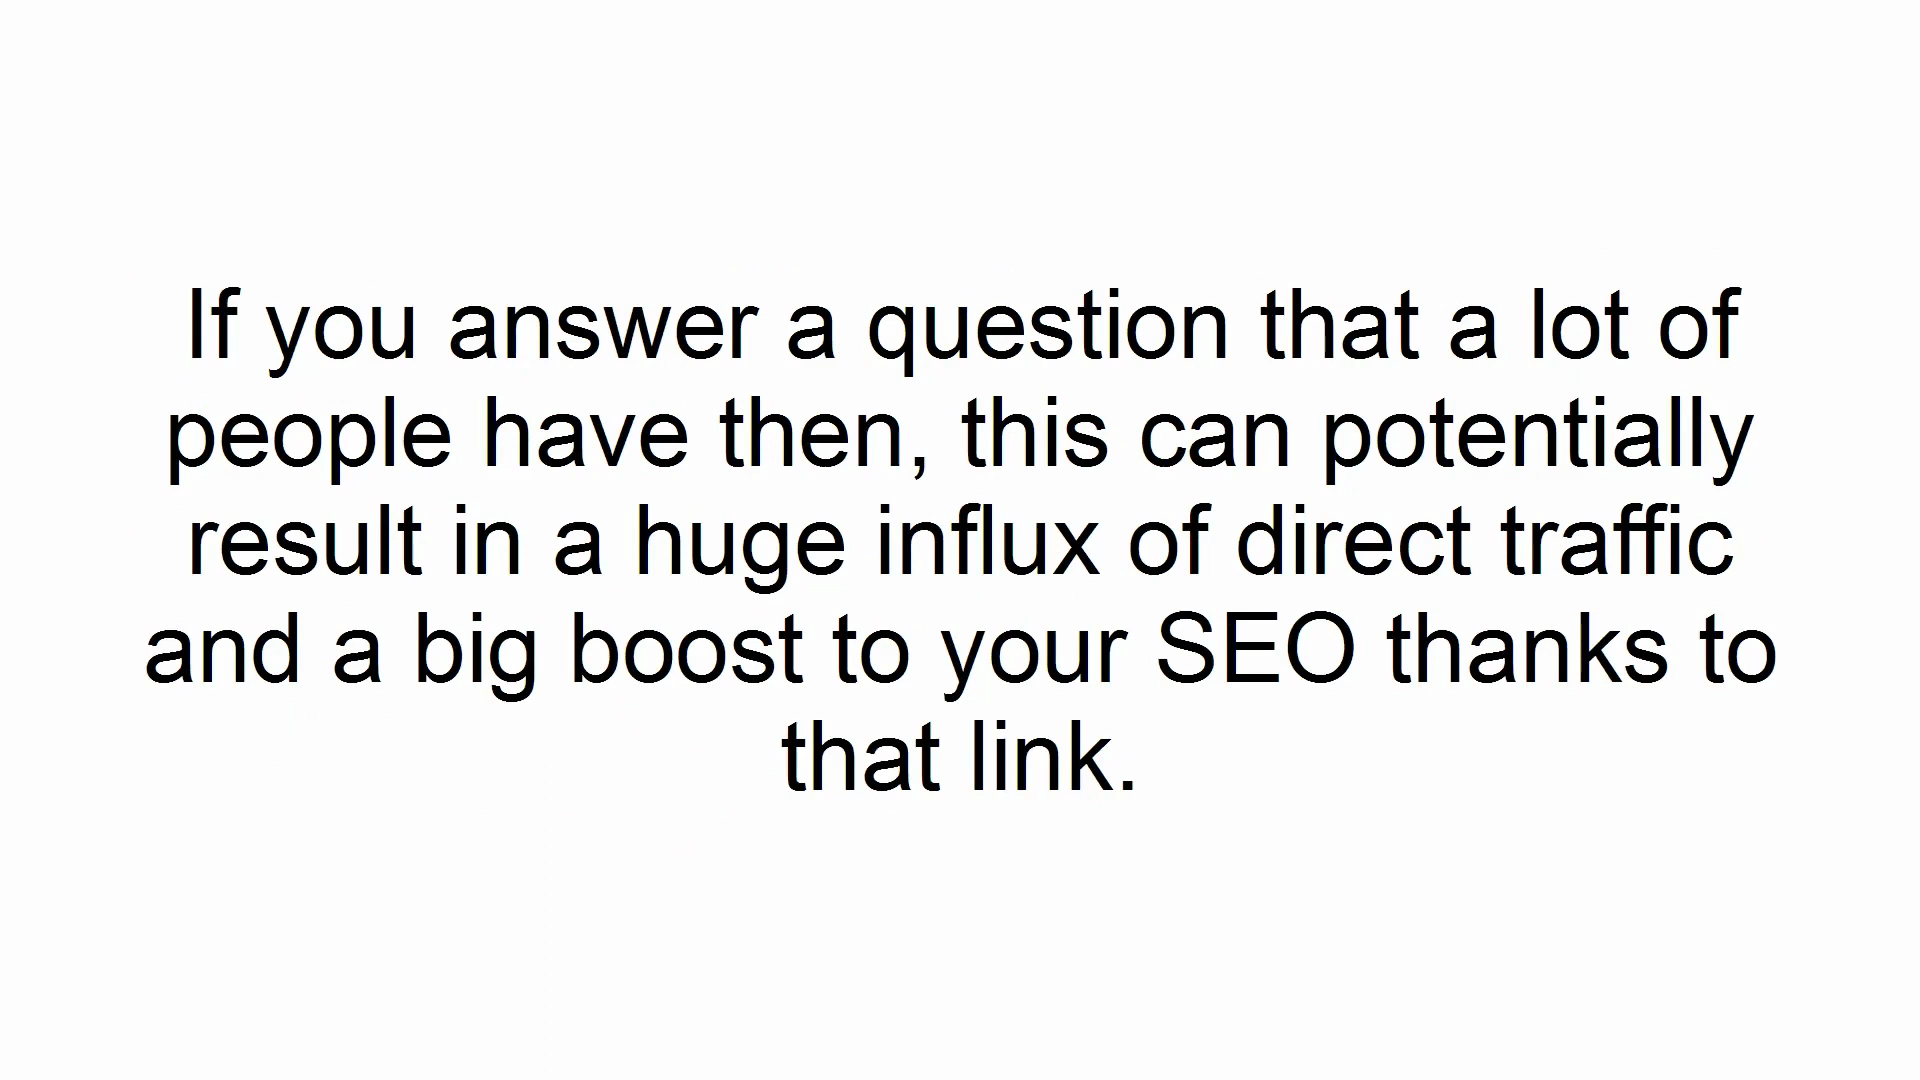 If you answer a question that a lot of
people have then, this can potentially
result in a huge influx of direct traffic
and a big boost to your SEO thanks to
that link.